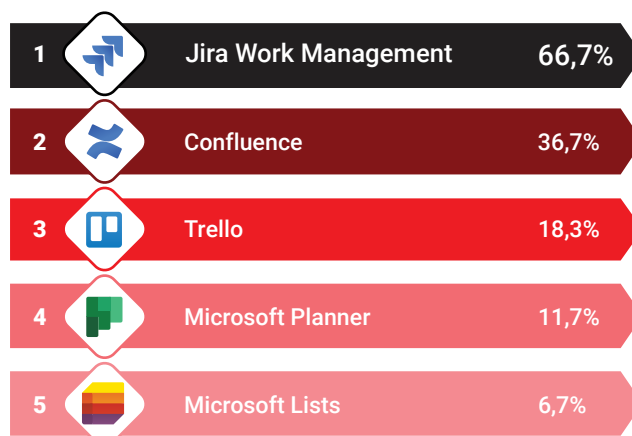 1 Jira Work Management 66,7%
2 Confluence 36,7%
3 Trello 18,3%
4 Microsoft Planner 11,7%
5 Microsoft Lists 6,7%